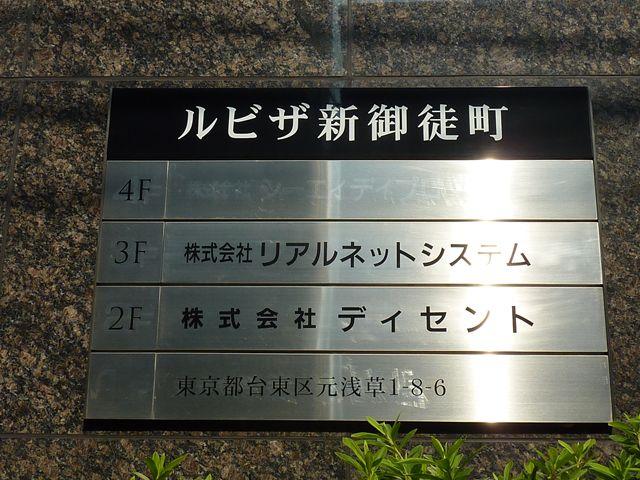 ルビザ新御徒町
4F
3F 株式会社 リアルネットシステム
2F 株式会社 ディセント
東京都台東区元浅草1-8-6